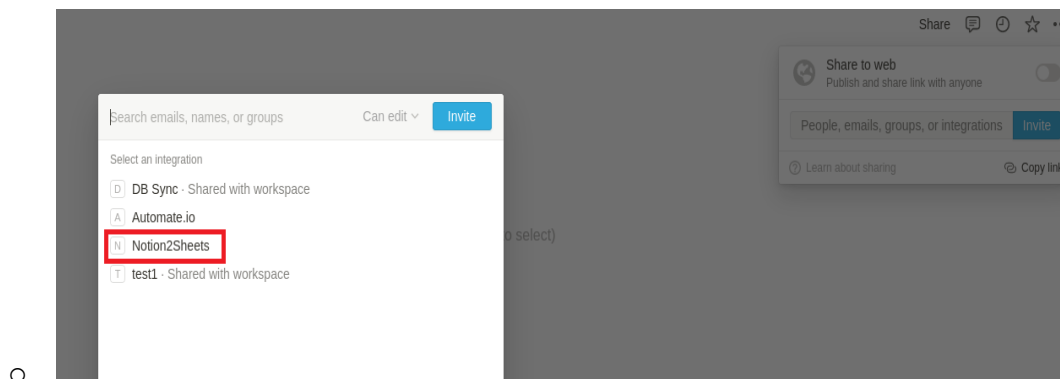 Share
Share to web
Publish and share link with anyone
Search emails, names, or groups Can edit Invite
People, emails, groups, or integrations Invite
Select an integration
Learn about sharing Copy link
D DB Sync · Shared with workspace
A Automate.io
N Notion2Sheets
o select)
T test1 · Shared with workspace